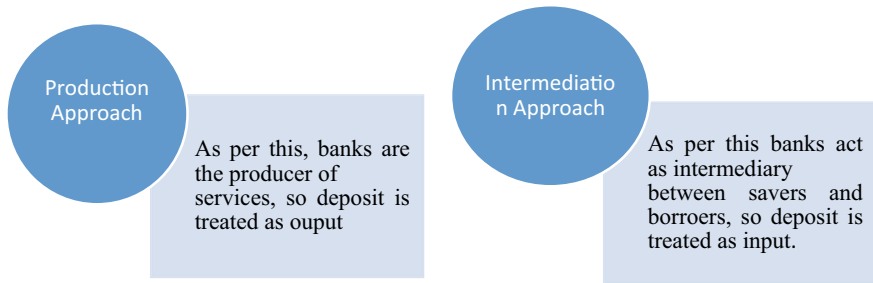 Production
Approach
As per this, banks are
the producer of
services, so deposit is
treated as ouput
Intermediatio
n Approach
As per this banks act
as intermediary
between savers and
borroers, so deposit is
treated as input.